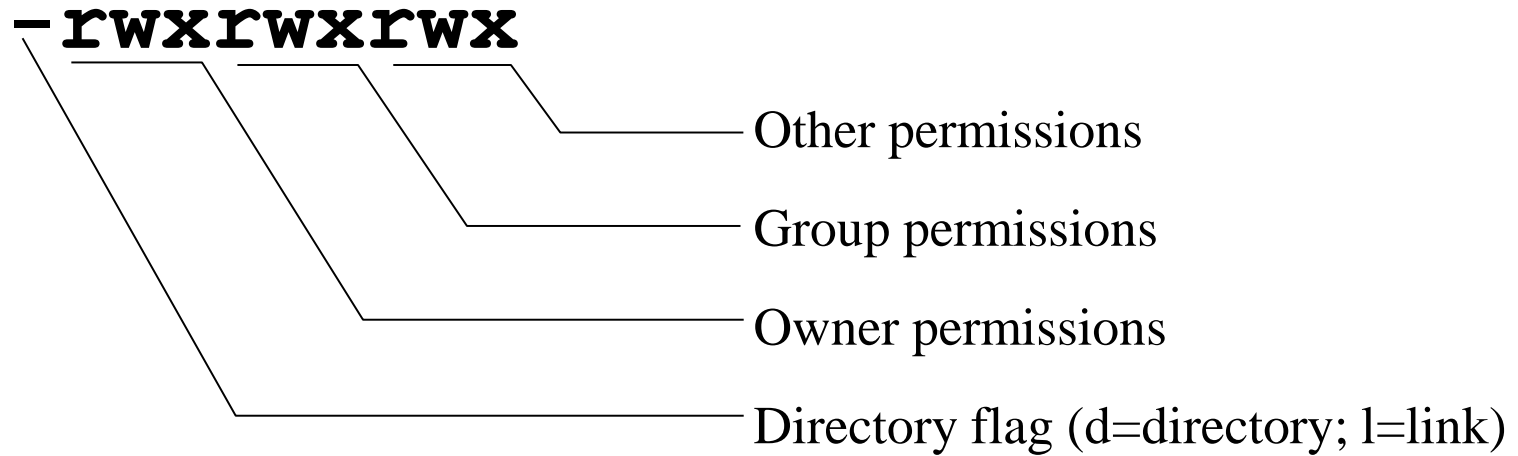 -rwxrwxrwx
Other permissions
Group permissions
Owner permissions
Directory flag (d=directory; l=link)